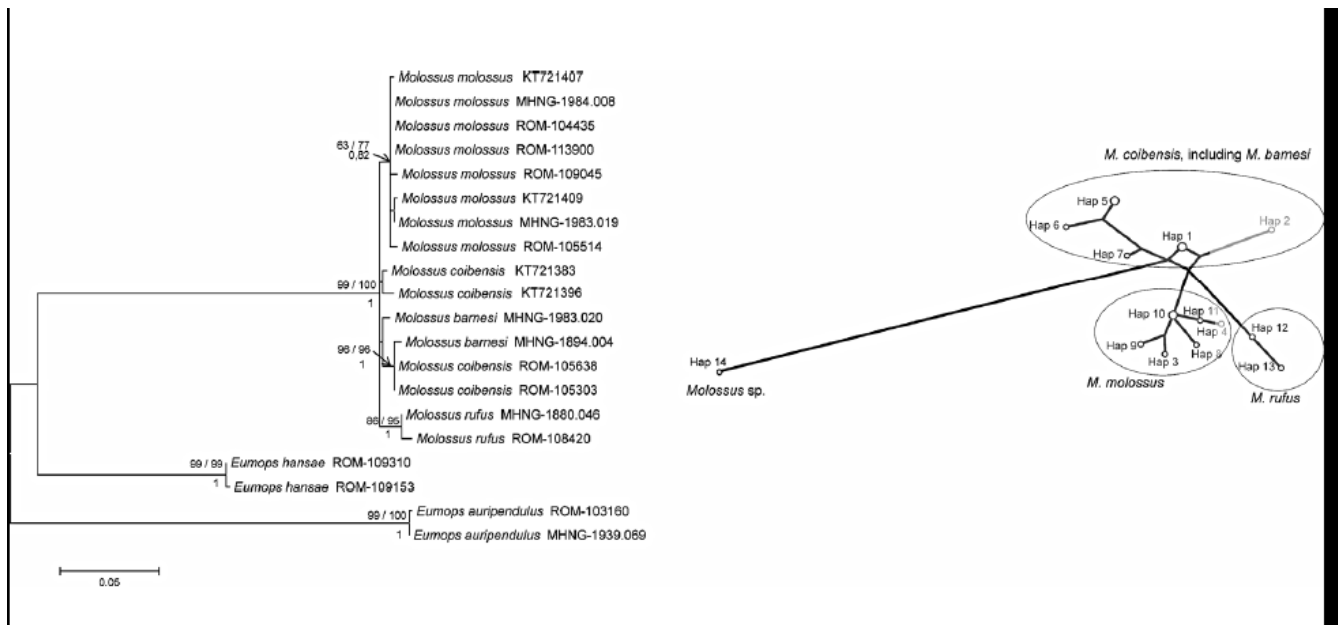 Molossus molossus KT721407
Molossus molossus MHNG-1984.008
Molossus molossus ROM-104435
63 / 77
0,82
Molossus molossus ROM-113900
Molossus molossus ROM-109045
Molossus molossus KT721409
Molossus molossus MHNG-1983.019
Molossus molossus ROM-105514
Molossus coibensis KT721383
99 / 100
1
Molossus coibensis KT721396
Molossus barnesi MHNG-1983.020
Molossus barnesi MHNG-1894.004
96 / 96
1
Molossus coibensis ROM-105638
Molossus coibensis ROM-105303
Molossus rufus MHNG-1880.046
86 / 95
1
Molossus rufus ROM-108420
99 / 99
1
Eumops hansae ROM-109310
Eumops hansae ROM-109153
99 / 100
1
Eumops auripendulus ROM-103160
Eumops auripendulus MHNG-1939.069
0.05
M. coibensis, including M. barnesi
Hap 5
Hap 6
Hap 2
Hap 1
Hap 7
Hap 10
Hap 11
Hap 4
Hap 12
Hap 9
Hap 3
Hap 8
Hap 13
Hap 14
Molossus sp.
M. molossus
M. rufus